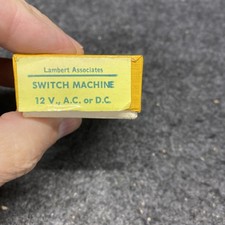 Lambert Associates
SWITCH MACHINE
12 V., A.C. or D.C.